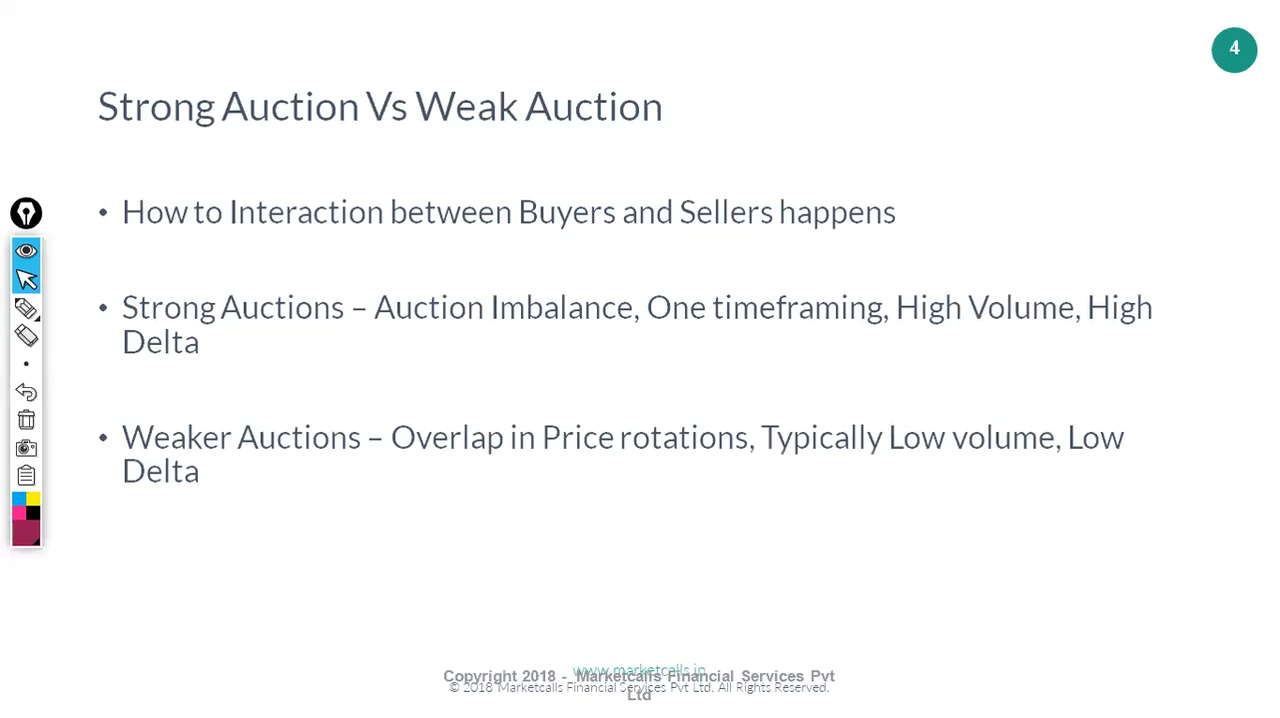 4
Strong Auction Vs Weak Auction
• How to Interaction between Buyers and Sellers happens
• Strong Auctions – Auction Imbalance, One timeframing, High Volume, High
Delta
• Weaker Auctions – Overlap in Price rotations, Typically Low volume, Low
Delta
www.marketcalls.in
Copyright 2018 - Marketcalls Financial Services Pvt
Ltd
© 2018 Marketcalls Financial Services Pvt Ltd. All Rights Reserved.